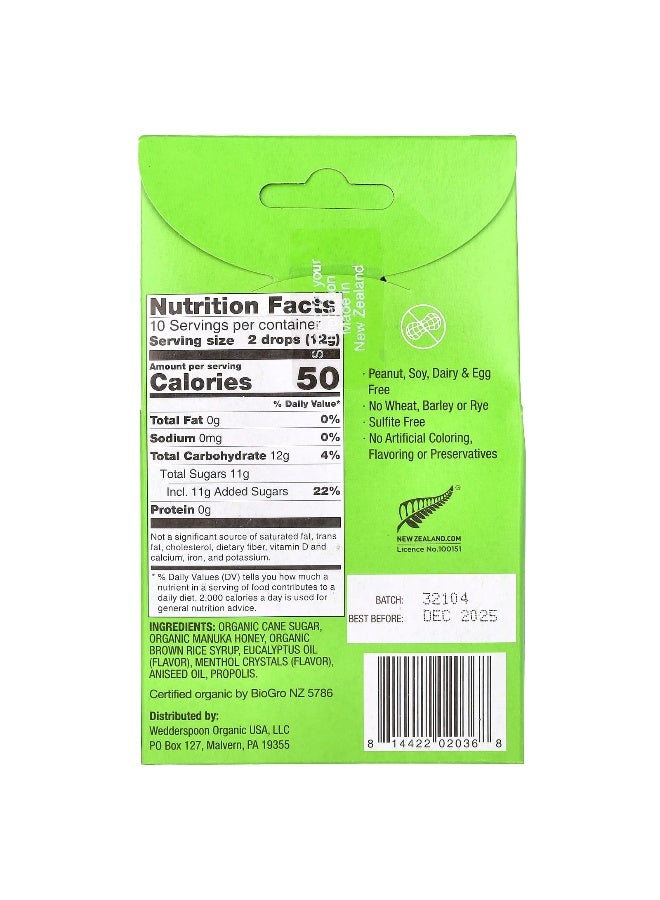 S your
on
Made in
New Zealand
Nutrition Facts
10 Servings per container
Serving size 2 drops (12g)
Amount per serving
Calories 50
% Daily Value*
Total Fat 0g 0%
Sodium 0mg 0%
Total Carbohydrate 12g 4%
Total Sugars 11g
Incl. 11g Added Sugars 22%
Protein 0g
Not a significant source of saturated fat, trans
fat, cholesterol, dietary fiber, vitamin D and
calcium, iron, and potassium.
* % Daily Values (DV) tells you how much a
nutrient in a serving of food contributes to a
daily diet. 2,000 calories a day is used for
general nutrition advice.
INGREDIENTS: ORGANIC CANE SUGAR,
ORGANIC MANUKA HONEY, ORGANIC
BROWN RICE SYRUP, EUCALYPTUS OIL
(FLAVOR), MENTHOL CRYSTALS (FLAVOR),
ANISEED OIL, PROPOLIS.
Certified organic by BioGro NZ 5786
Distributed by:
Wedderspoon Organic USA, LLC
PO Box 127, Malvern, PA 19355
· Peanut, Soy, Dairy & Egg
Free
· No Wheat, Barley or Rye
· Sulfite Free
· No Artificial Coloring,
Flavoring or Preservatives
NEWZEALAND.COM
Licence No.100151
BATCH: 32104
BEST BEFORE: DEC 2025
8 14422 02036 8